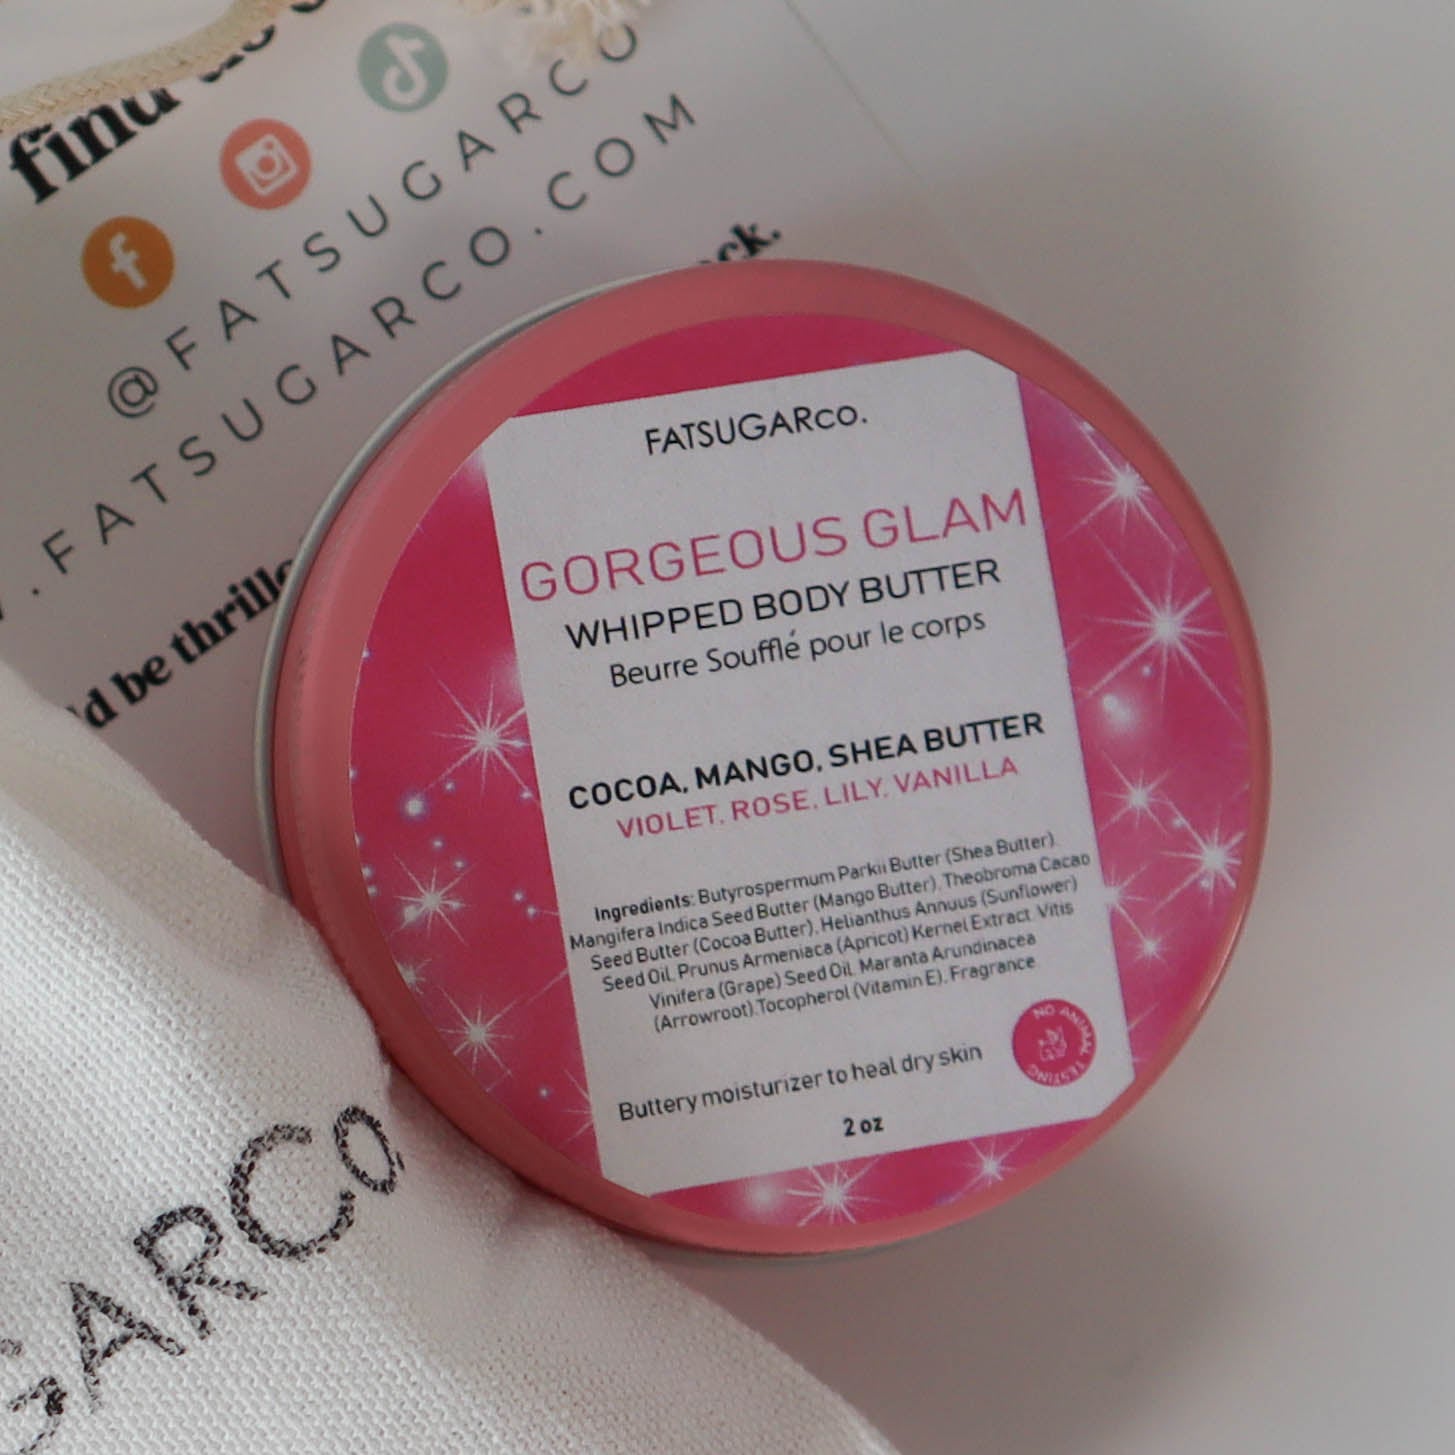 @FATSUGARCO
.FATSUGARCO.COM
be
FATSUGARco.
GORGEOUS GLAM
WHIPPED BODY BUTTER
Beurre Soufflé pour le corps
COCOA, MANGO, SHEA BUTTER
VIOLET, ROSE, LILY, VANILLA
Ingredients: Butyrospermum Parkii Butter (Shea Butter),
Mangifera Indica Seed Butter (Mango Butter), Theobroma Cacao
Seed Butter (Cocoa Butter), Helianthus Annuus (Sunflower)
Seed Oil, Prunus Armeniaca (Apricot) Kernel Extract, Vitis
Vinifera (Grape) Seed Oil, Maranta Arundinacea
(Arrowroot),Tocopherol (Vitamin E), Fragrance
NO ANIMAL TESTING
Buttery moisturizer to heal dry skin
2 oz
GARCo